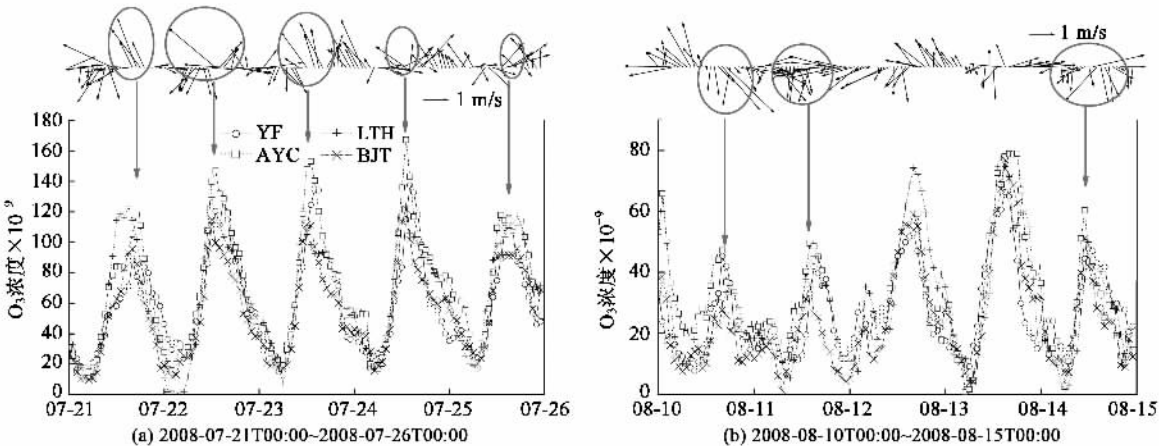 1 m/s
YF
LTH
AYC
BJT
O₃浓度×10⁻⁹
180
160
140
120
100
80
60
40
20
0
07-21 07-22 07-23 07-24 07-25 07-26
(a) 2008-07-21T00:00~2008-07-26T00:00
1 m/s
O₃浓度×10⁻⁹
80
60
40
20
0
08-10 08-11 08-12 08-13 08-14 08-15
(b) 2008-08-10T00:00~2008-08-15T00:00